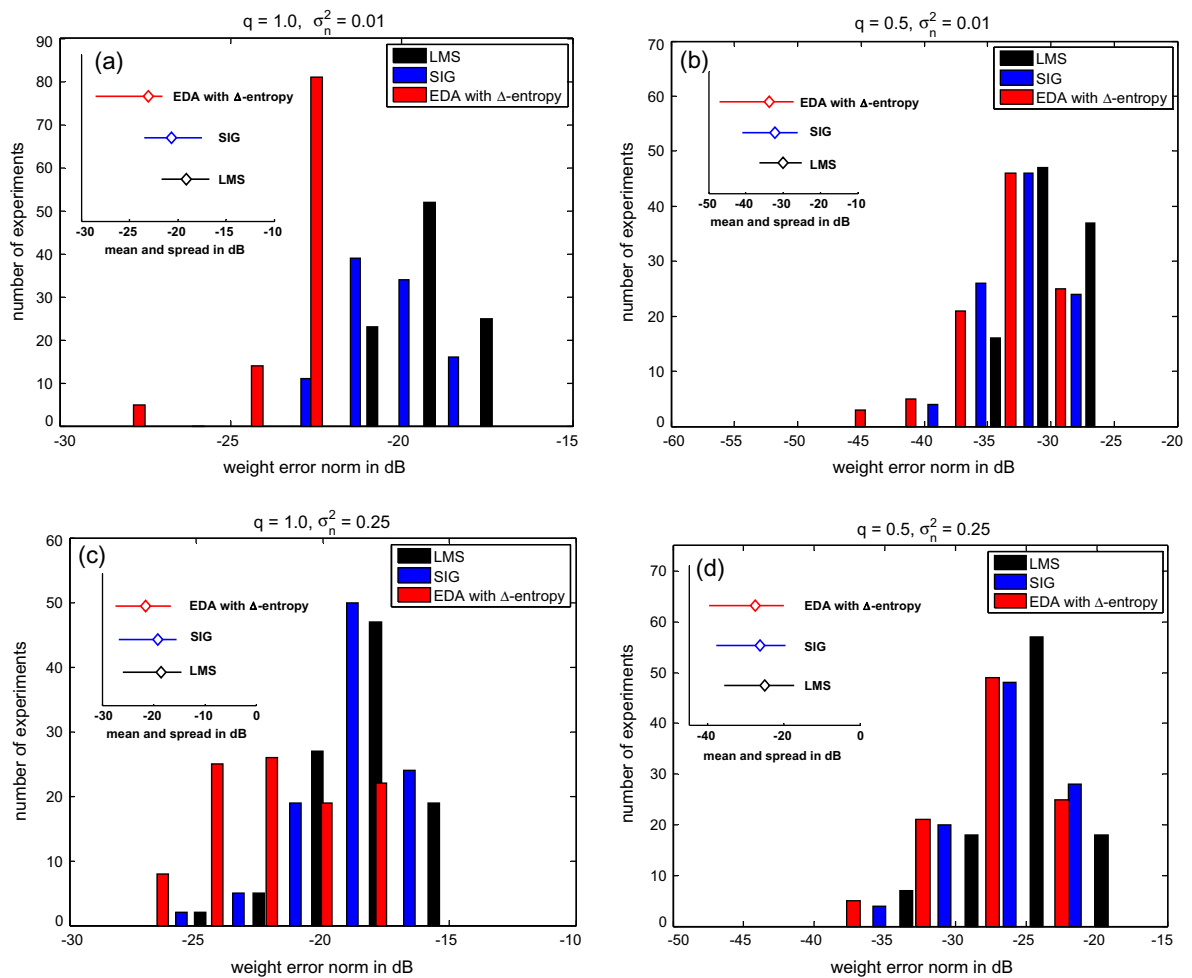 q = 1.0, σ_n^2 = 0.01
(a)
LMS
SIG
EDA with Δ-entropy
EDA with Δ-entropy
SIG
LMS
-30 -25 -20 -15 -10
mean and spread in dB
90
80
70
60
50
40
30
20
10
0
number of experiments
-30 -25 -20 -15
weight error norm in dB
q = 0.5, σ_n^2 = 0.01
(b)
LMS
SIG
EDA with Δ-entropy
EDA with Δ-entropy
SIG
LMS
-50 -40 -30 -20 -10
mean and spread in dB
70
60
50
40
30
20
10
0
number of experiments
-60 -55 -50 -45 -40 -35 -30 -25 -20
weight error norm in dB
q = 1.0, σ_n^2 = 0.25
(c)
LMS
SIG
EDA with Δ-entropy
EDA with Δ-entropy
SIG
LMS
-30 -20 -10 0
mean and spread in dB
60
50
40
30
20
10
0
number of experiments
-30 -25 -20 -15 -10
weight error norm in dB
q = 0.5, σ_n^2 = 0.25
(d)
LMS
SIG
EDA with Δ-entropy
EDA with Δ-entropy
SIG
LMS
-40 -20 0
mean and spread in dB
70
60
50
40
30
20
10
0
number of experiments
-50 -45 -40 -35 -30 -25 -20 -15
weight error norm in dB